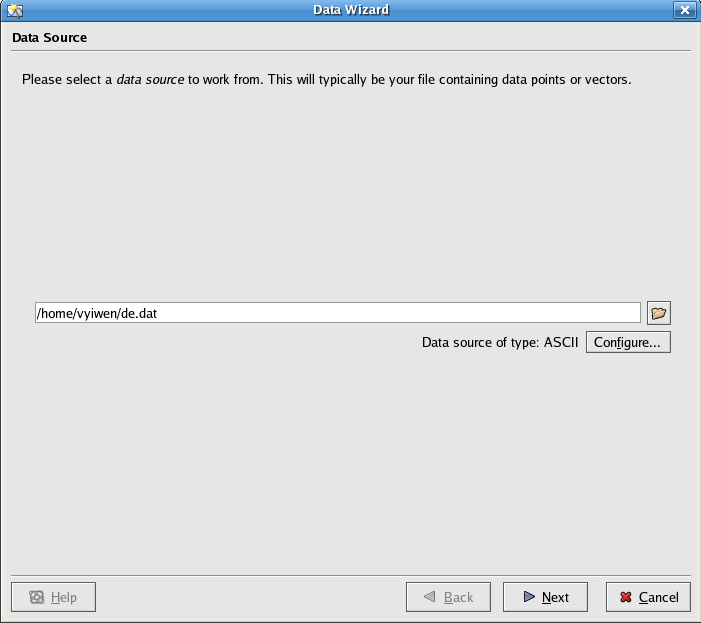 Data Wizard
Data Source
Please select a data source to work from. This will typically be your file containing data points or vectors.
/home/vyiwen/de.dat
Data source of type: ASCII Configure...
Help Back Next Cancel